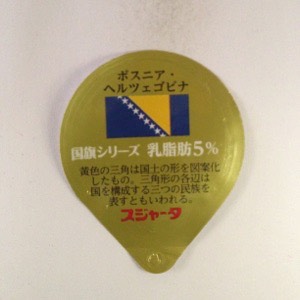 ボスニア・
ヘルツェゴビナ
国旗シリーズ 乳脂肪5%
黄色の三角は国土の形を図案化
したもの。三角形の各辺は
国を構成する三つの民族を
表すともいわれる。
スジャータ